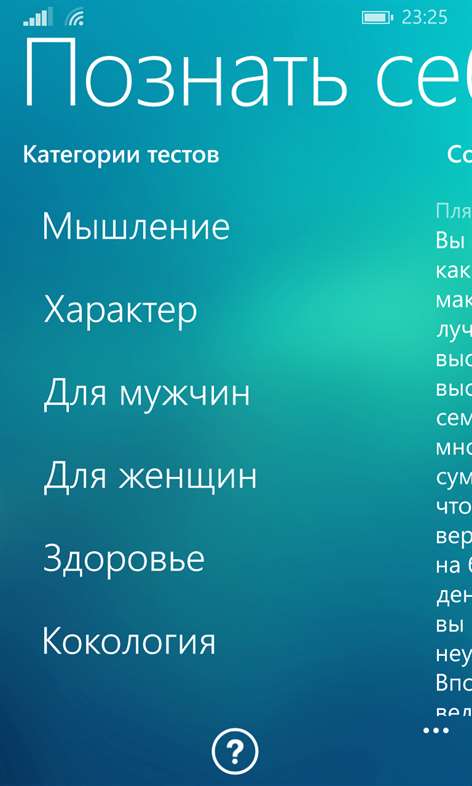 23:25
Познать себ
Категории тестов
Со
Мышление
Характер
Для мужчин
Для женщин
Здоровье
Кокология
Пля
Вы
как
мак
луч
выс
выс
сем
мно
сум
что
вер
на б
ден
вы
неу
Впо
вед
?